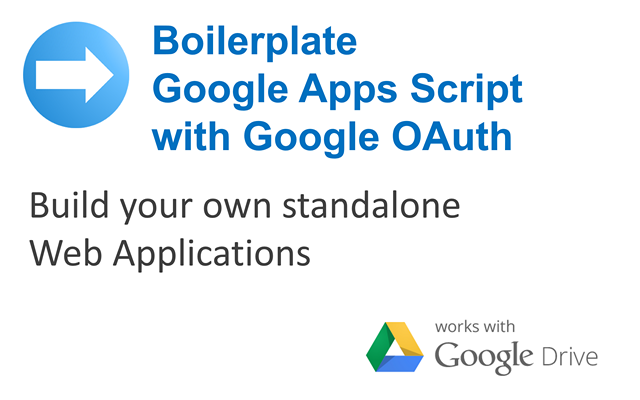 Boilerplate
Google Apps Script
with Google OAuth
Build your own standalone
Web Applications
works with
Google Drive